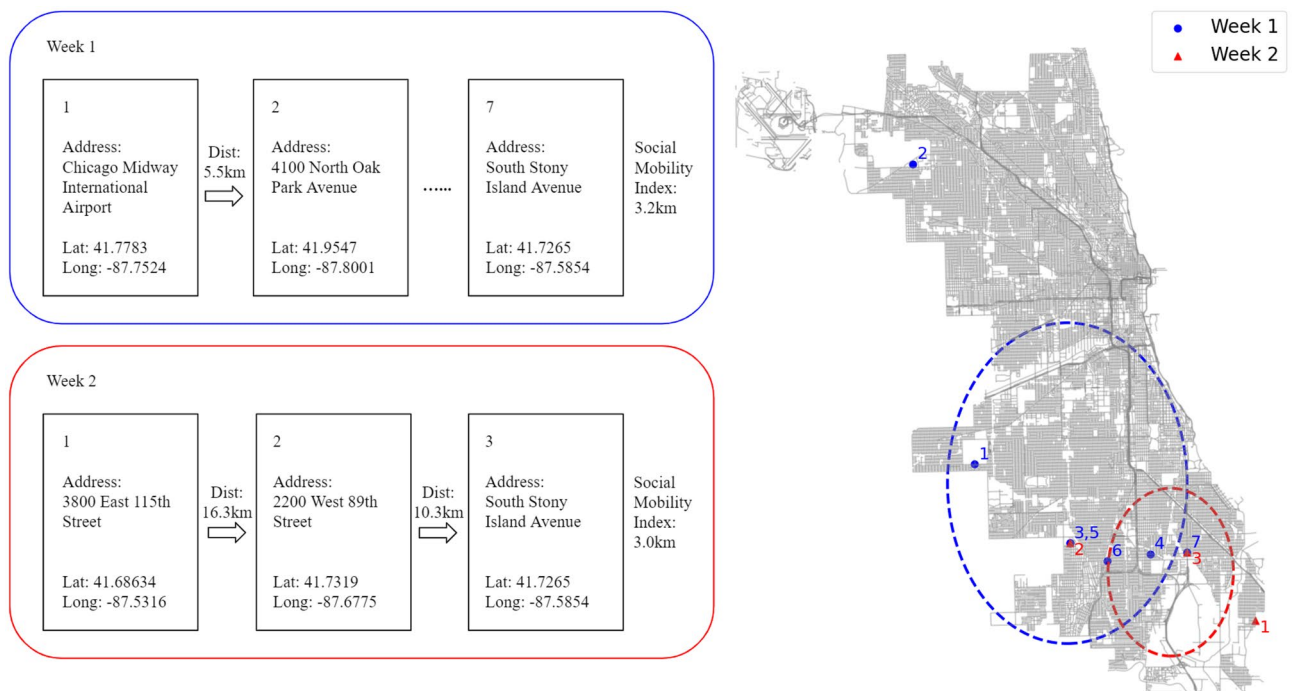 Week 1
1
Address:
Chicago Midway
International
Airport
Lat: 41.7783
Long: -87.7524
Dist:
5.5km
2
Address:
4100 North Oak
Park Avenue
Lat: 41.9547
Long: -87.8001
......
7
Address:
South Stony
Island Avenue
Lat: 41.7265
Long: -87.5854
Social
Mobility
Index:
3.2km
Week 2
1
Address:
3800 East 115th
Street
Lat: 41.68634
Long: -87.5316
Dist:
16.3km
2
Address:
2200 West 89th
Street
Lat: 41.7319
Long: -87.6775
Dist:
10.3km
3
Address:
South Stony
Island Avenue
Lat: 41.7265
Long: -87.5854
Social
Mobility
Index:
3.0km
Week 1
Week 2
2
1
3,5
2
6
4
7
3
1